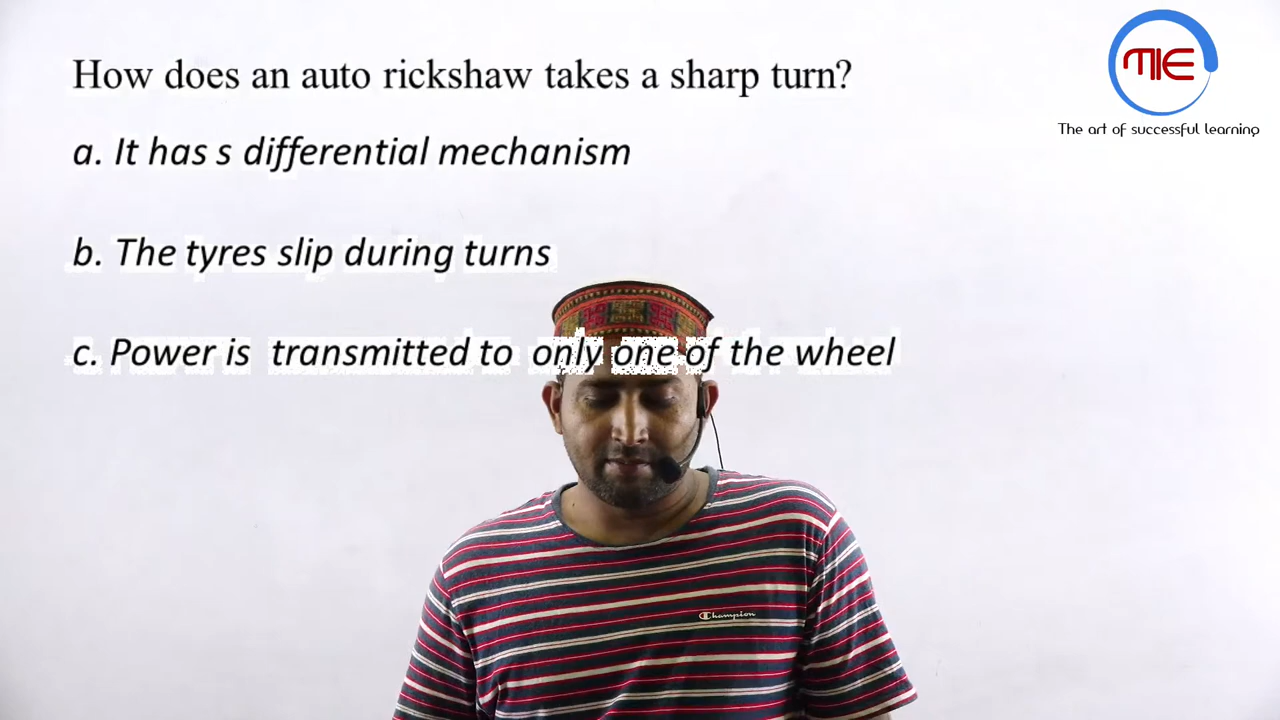 How does an auto rickshaw takes a sharp turn?
MIE
The art of successful learning
a. It has s differential mechanism
b. The tyres slip during turns
c. Power is transmitted to only one of the wheel
Champion